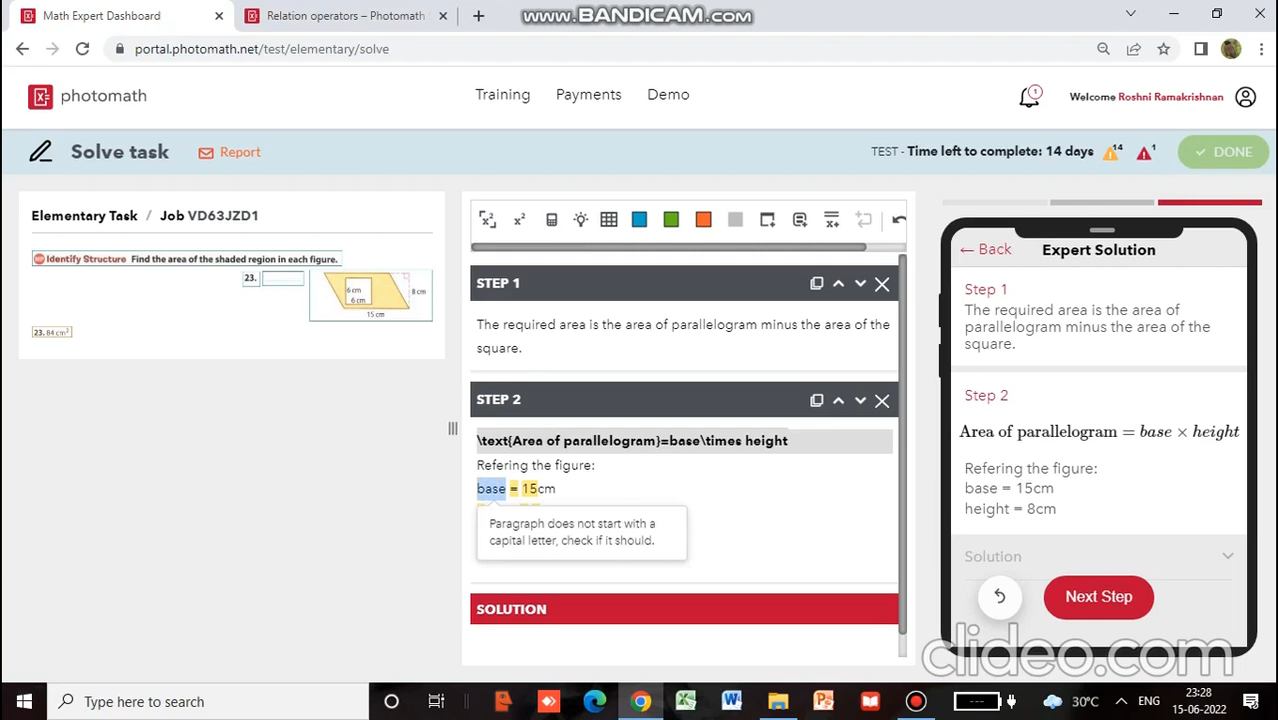 Math Expert Dashboard
Relation operators – Photomath
www.BANDICAM.com
portal.photomath.net/test/elementary/solve
photomath
Training
Payments
Demo
1
Welcome Roshni Ramakrishnan
Solve task
Report
TEST - Time left to complete: 14 days
14
1
DONE
Elementary Task / Job VD63JZD1
Identify Structure Find the area of the shaded region in each figure.
23.
6 cm
6 cm
8 cm
15 cm
23. 84 cm²
STEP 1
The required area is the area of parallelogram minus the area of the
square.
STEP 2
\text{Area of parallelogram}=base\times height
Refering the figure:
base = 15cm
Paragraph does not start with a
capital letter, check if it should.
SOLUTION
← Back
Expert Solution
Step 1
The required area is the area of
parallelogram minus the area of the
square.
Step 2
Area of parallelogram = base × height
Refering the figure:
base = 15cm
height = 8cm
Solution
Next Step
clideo.com
Type here to search
30°C
ENG
23:28
15-06-2022